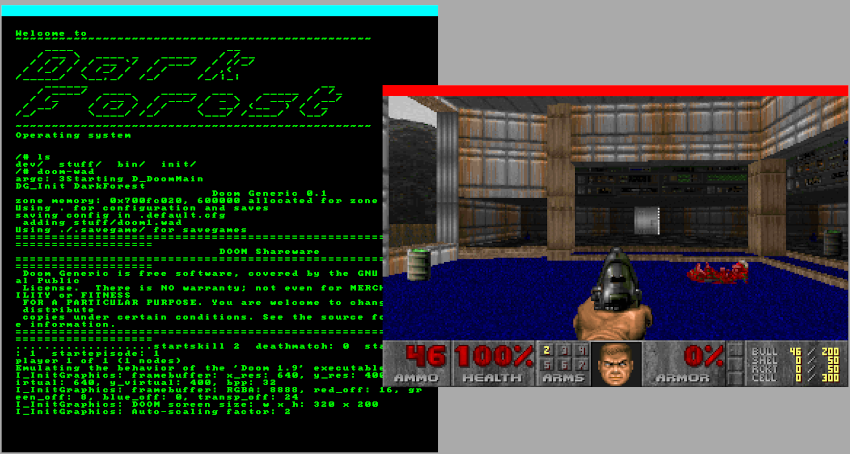 Welcome to
Dark
Forest
Operating system
/# ls
dev/ stuff/ bin/ init/
/# doom-wad
argc: 3Starting D_DoomMain
DG_Init DarkForest
Doom Generic 0.1
zone memory: 0x700fc020, 600000 allocated for zone
Using . for configuration and saves
saving config in .default.cfg
adding stuff/doom1.wad
Using ./.savegame/ for savegames
===============================================
=================
DOOM Shareware
===============================================
=================
Doom Generic is free software, covered by the GNU
al Public
License. There is NO warranty; not even for MERCH
ILITY or FITNESS
FOR A PARTICULAR PURPOSE. You are welcome to chang
distribute
copies under certain conditions. See the source fo
e information.
===============================================
=================
...................startskill 2 deathmatch: 0 sta
: 1 startepisode: 1
player 1 of 1 (1 nodes)
Emulating the behavior of the 'Doom 1.9' executable
I_InitGraphics: framebuffer: x_res: 640, y_res: 400
irtual: 640, y_virtual: 400, bpp: 32
I_InitGraphics: framebuffer: RGBA: 8888, red_off: 16, gr
een_off: 8, blue_off: 0, transp_off: 24
I_InitGraphics: DOOM screen size: w x h: 320 x 200
I_InitGraphics: Auto-scaling factor: 2
46 100% 2 3 4 0% BULL 46 / 200
5 6 7 SHLL 0 / 50
RCKT 0 / 50
AMMO HEALTH ARMS ARMOR CELL 0 / 300